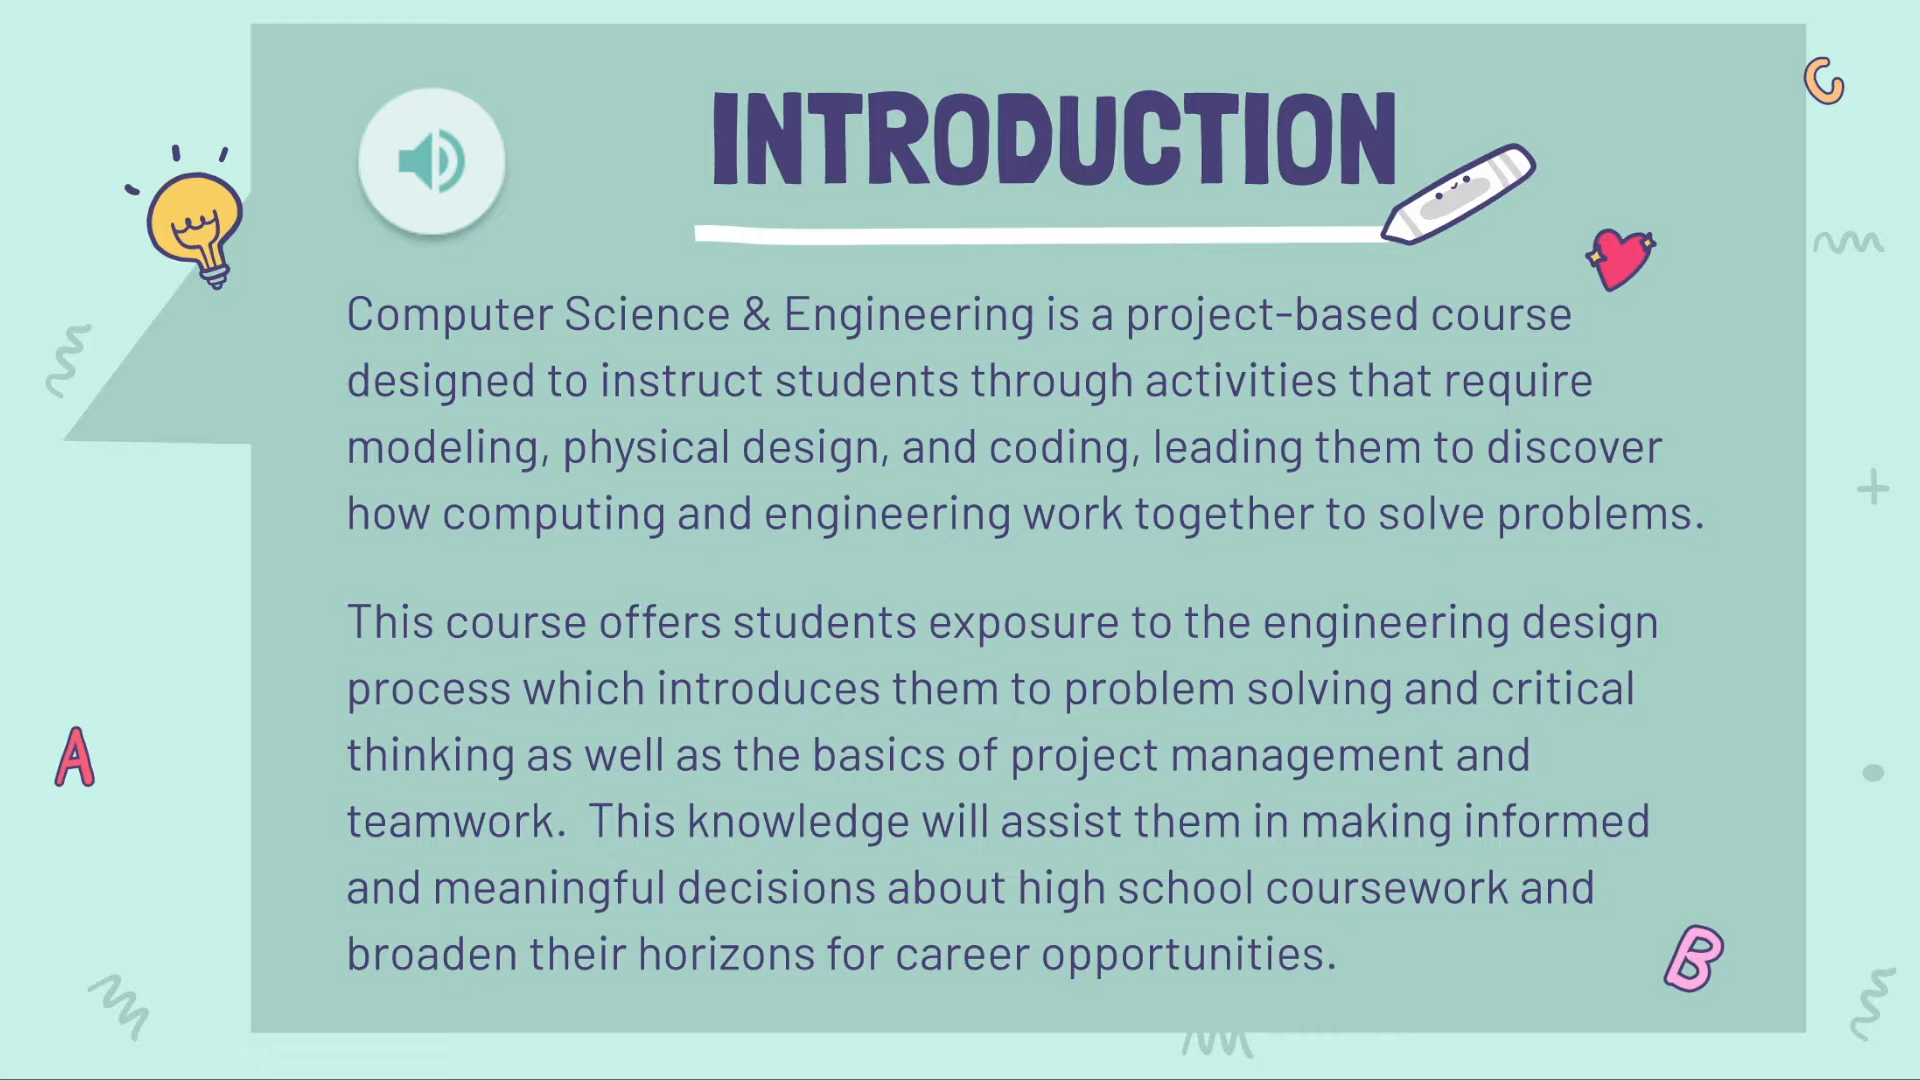 INTRODUCTION
Computer Science & Engineering is a project-based course
designed to instruct students through activities that require
modeling, physical design, and coding, leading them to discover
how computing and engineering work together to solve problems.
This course offers students exposure to the engineering design
process which introduces them to problem solving and critical
thinking as well as the basics of project management and
teamwork.  This knowledge will assist them in making informed
and meaningful decisions about high school coursework and
broaden their horizons for career opportunities.
A
B
C